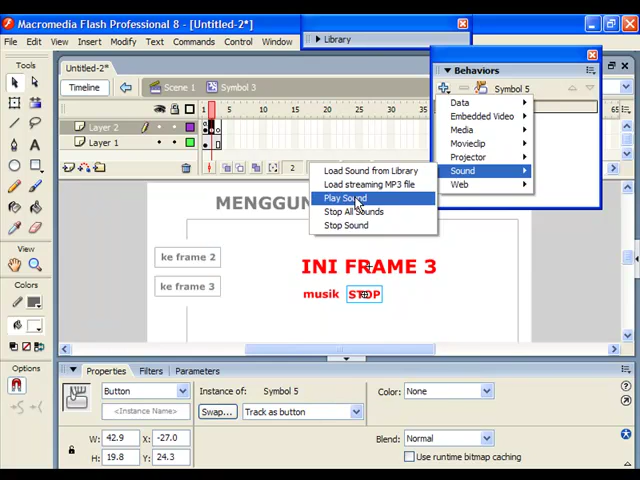 Macromedia Flash Professional 8 - [Untitled-2*]
File Edit View Insert Modify Text Commands Control Window
Library
Behaviors
Symbol 5
Data
Embedded Video
Media
Movieclip
Projector
Sound
Web
Load Sound from Library
Load streaming MP3 file
Play Sound
Stop All Sounds
Stop Sound
Tools
View
Colors
Options
Untitled-2*
Timeline
Scene 1
Symbol 3
1 5 10 15 20 25 30 35
Layer 2
Layer 1
2
MENGGUN
ke frame 2
ke frame 3
INI FRAME 3
musik STOP
Properties Filters Parameters
Button
<Instance Name>
Instance of: Symbol 5
Swap... Track as button
Color: None
W: 42.9 X: -27.0
H: 19.8 Y: 24.3
Blend: Normal
Use runtime bitmap caching